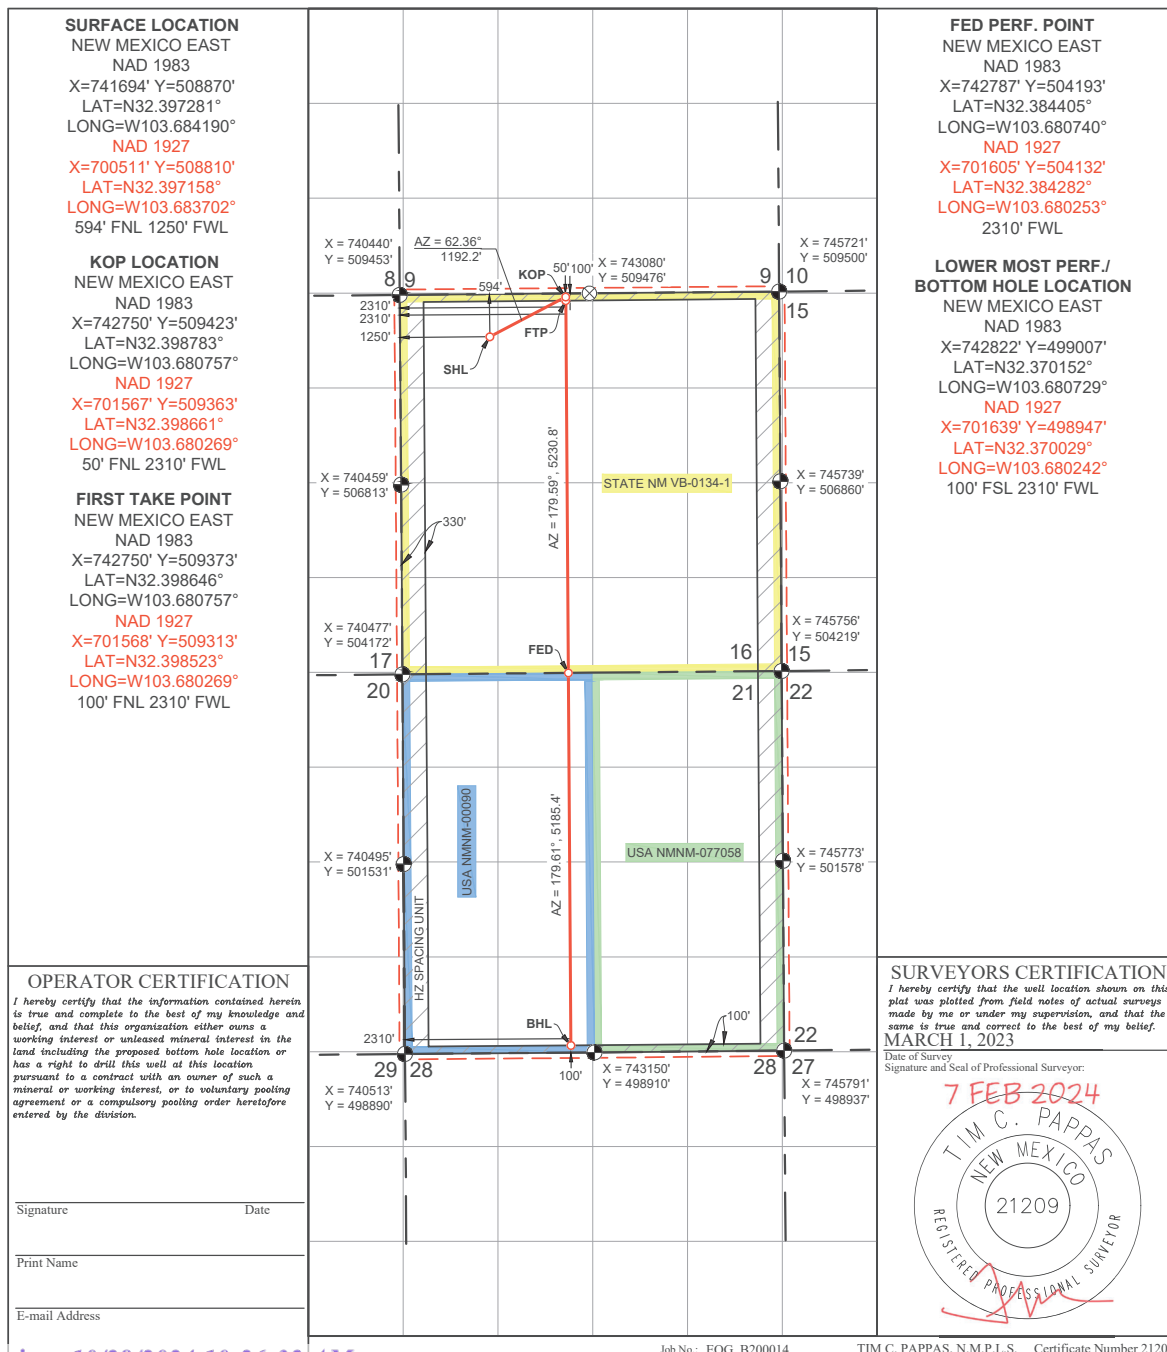 SURFACE LOCATION
NEW MEXICO EAST
NAD 1983
X=741694' Y=508870'
LAT=N32.397281°
LONG=W103.684190°
NAD 1927
X=700511' Y=508810'
LAT=N32.397158°
LONG=W103.683702°
594' FNL 1250' FWL
KOP LOCATION
NEW MEXICO EAST
NAD 1983
X=742750' Y=509423'
LAT=N32.398783°
LONG=W103.680757°
NAD 1927
X=701567' Y=509363'
LAT=N32.398661°
LONG=W103.680269°
50' FNL 2310' FWL
FIRST TAKE POINT
NEW MEXICO EAST
NAD 1983
X=742750' Y=509373'
LAT=N32.398646°
LONG=W103.680757°
NAD 1927
X=701568' Y=509313'
LAT=N32.398523°
LONG=W103.680269°
100' FNL 2310' FWL
OPERATOR CERTIFICATION
I hereby certify that the information contained herein
is true and complete to the best of my knowledge and
belief, and that this organization either owns a
working interest or unleased mineral interest in the
land including the proposed bottom hole location or
has a right to drill this well at this location
pursuant to a contract with an owner of such a
mineral or working interest, or to voluntary pooling
agreement or a compulsory pooling order heretofore
entered by the division.
Signature Date
Print Name
E-mail Address
X = 740440'
Y = 509453'
AZ = 62.36°
1192.2'
KOP
50' 100'
X = 743080'
Y = 509476'
X = 745721'
Y = 509500'
8 9
9 10
15
594'
2310'
2310'
1250'
FTP
SHL
X = 740459'
Y = 506813'
STATE NM VB-0134-1
X = 745739'
Y = 506860'
AZ = 179.59°, 5230.8'
330'
X = 740477'
Y = 504172'
X = 745756'
Y = 504219'
FED
17
16 15
20
21 22
USA NMNM-00090
AZ = 179.61°, 5185.4'
USA NMNM-077058
X = 740495'
Y = 501531'
X = 745773'
Y = 501578'
HZ SPACING UNIT
BHL
100'
2310'
22
29 28
100'
28 27
X = 740513'
Y = 498890'
X = 743150'
Y = 498910'
X = 745791'
Y = 498937'
FED PERF. POINT
NEW MEXICO EAST
NAD 1983
X=742787' Y=504193'
LAT=N32.384405°
LONG=W103.680740°
NAD 1927
X=701605' Y=504132'
LAT=N32.384282°
LONG=W103.680253°
2310' FWL
LOWER MOST PERF./
BOTTOM HOLE LOCATION
NEW MEXICO EAST
NAD 1983
X=742822' Y=499007'
LAT=N32.370152°
LONG=W103.680729°
NAD 1927
X=701639' Y=498947'
LAT=N32.370029°
LONG=W103.680242°
100' FSL 2310' FWL
SURVEYORS CERTIFICATION
I hereby certify that the well location shown on this
plat was plotted from field notes of actual surveys
made by me or under my supervision, and that the
same is true and correct to the best of my belief.
MARCH 1, 2023
Date of Survey
Signature and Seal of Professional Surveyor:
7 FEB 2024
TIM C. PAPPAS
NEW MEXICO
21209
REGISTERED PROFESSIONAL SURVEYOR
Job No.: EOG_B200014
TIM C. PAPPAS, N.M.P.L.S. Certificate Number 2120